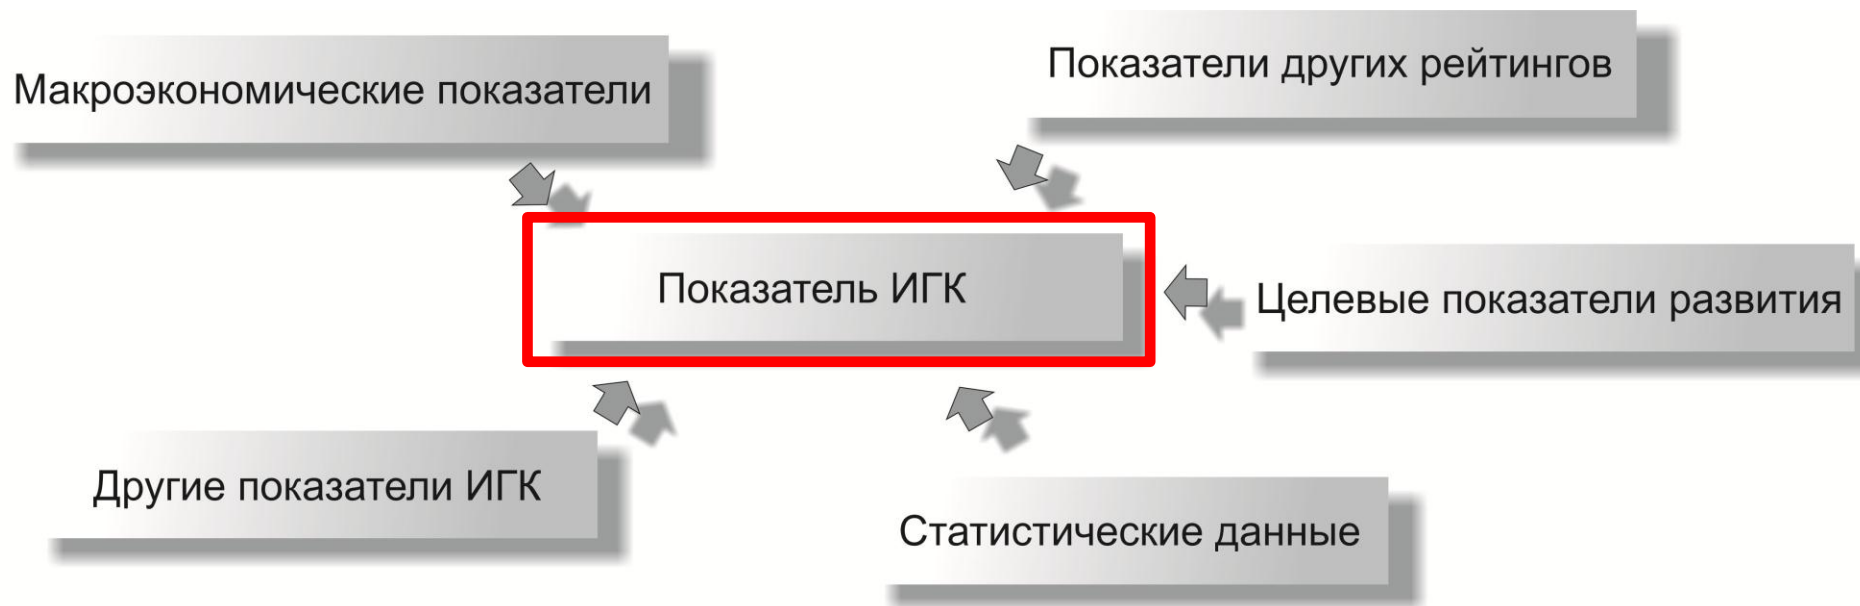 Макроэкономические показатели
Показатели других рейтингов
Показатель ИГК
Целевые показатели развития
Другие показатели ИГК
Статистические данные